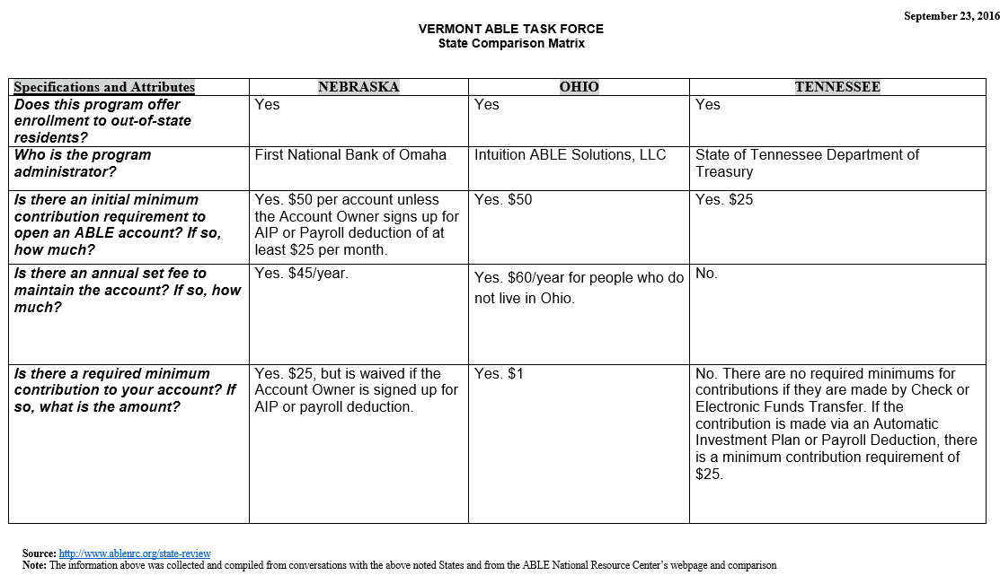 September 23, 2016
VERMONT ABLE TASK FORCE
State Comparison Matrix
Specifications and Attributes
NEBRASKA
OHIO
TENNESSEE
Does this program offer
enrollment to out-of-state
residents?
Yes
Yes
Yes
Who is the program
administrator?
First National Bank of Omaha
Intuition ABLE Solutions, LLC
State of Tennessee Department of
Treasury
Is there an initial minimum
contribution requirement to
open an ABLE account? If so,
how much?
Yes. $50 per account unless
the Account Owner signs up for
AIP or Payroll deduction of at
least $25 per month.
Yes. $50
Yes. $25
Is there an annual set fee to
maintain the account? If so, how
much?
Yes. $45/year.
Yes. $60/year for people who do
not live in Ohio.
No.
Is there a required minimum
contribution to your account? If
so, what is the amount?
Yes. $25, but is waived if the
Account Owner is signed up for
AIP or payroll deduction.
Yes. $1
No. There are no required minimums for
contributions if they are made by Check or
Electronic Funds Transfer. If the
contribution is made via an Automatic
Investment Plan or Payroll Deduction, there
is a minimum contribution requirement of
$25.
Source: http://www.ablenrc.org/state-review
Note: The information above was collected and compiled from conversations with the above noted States and from the ABLE National Resource Center's webpage and comparison